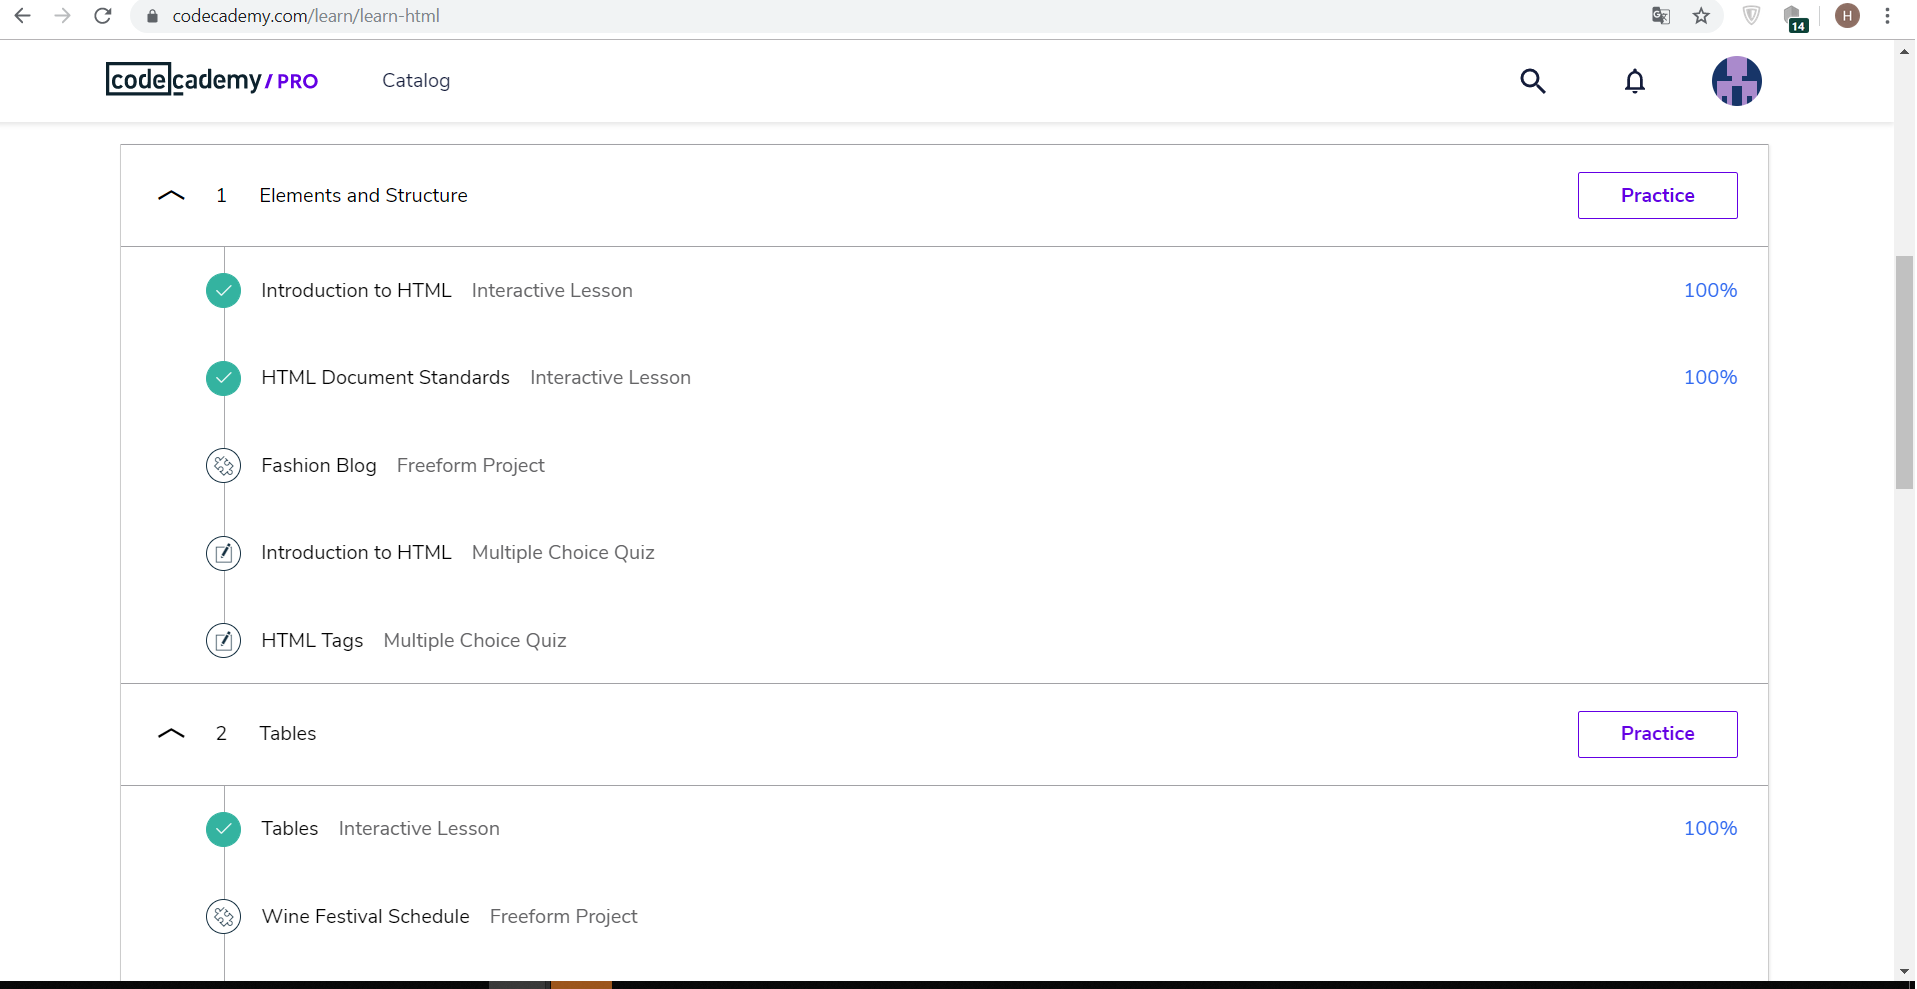 codecademy.com/learn/learn-html
14
H
codecademy / PRO Catalog
1 Elements and Structure Practice
Introduction to HTML Interactive Lesson 100%
HTML Document Standards Interactive Lesson 100%
Fashion Blog Freeform Project
Introduction to HTML Multiple Choice Quiz
HTML Tags Multiple Choice Quiz
2 Tables Practice
Tables Interactive Lesson 100%
Wine Festival Schedule Freeform Project